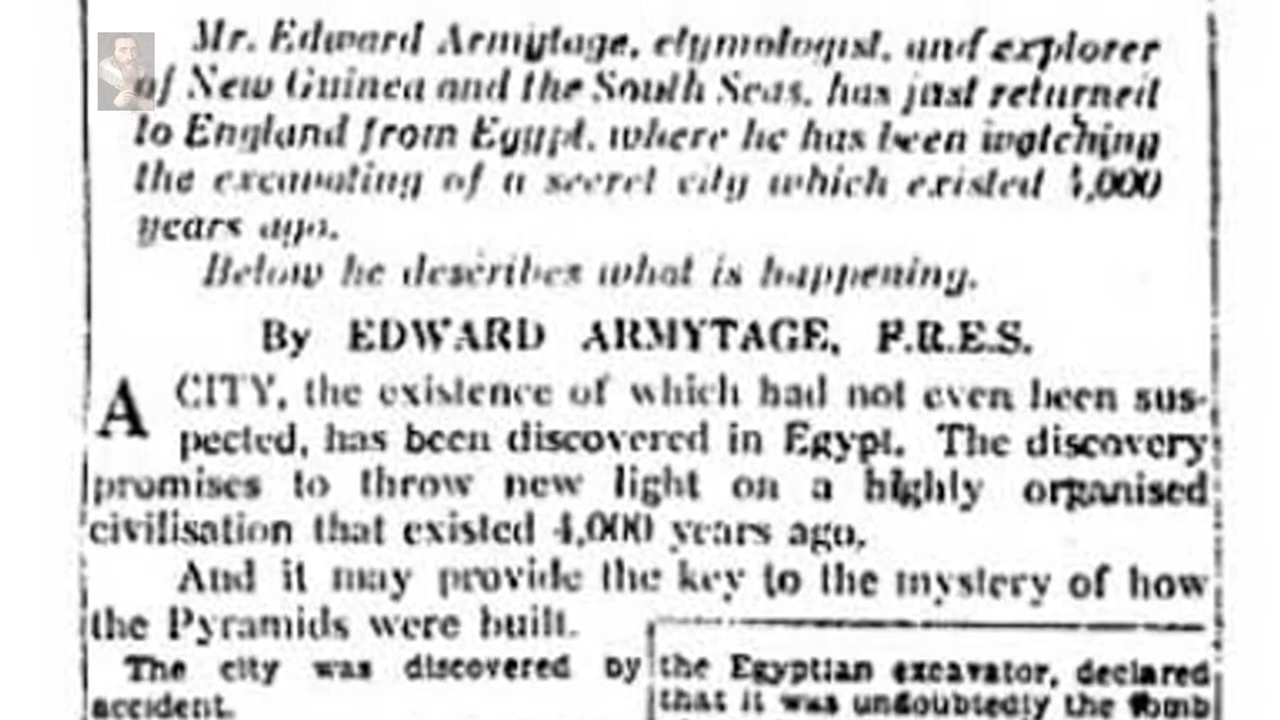 Mr. Edward Armytage, etymologist, and explorer
of New Guinea and the South Seas, has just returned
to England from Egypt, where he has been watching
the excavating of a secret city which existed 4,000
years ago.
Below he describes what is happening.
By EDWARD ARMYTAGE, F.R.E.S.
A CITY, the existence of which had not even been sus-
pected, has been discovered in Egypt. The discovery
promises to throw new light on a highly organised
civilisation that existed 4,000 years ago.
And it may provide the key to the mystery of how
the Pyramids were built.
The city was discovered by
accident.
the Egyptian excavator, declared
that it was undoubtedly the Tomb